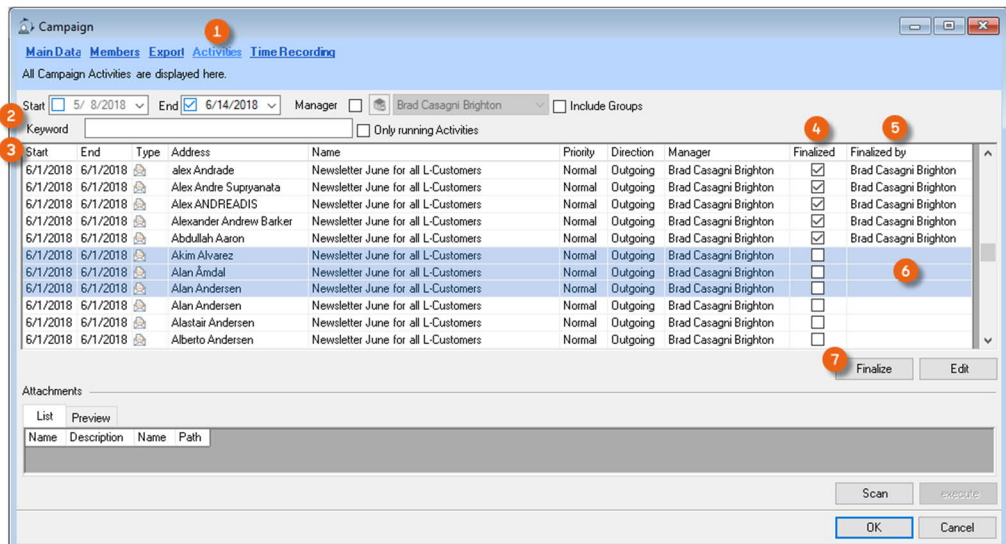 Campaign
1
Main Data Members Export Activities Time Recording
All Campaign Activities are displayed here.
Start 5/ 8/2018 End 6/14/2018 Manager Brad Casagni Brighton Include Groups
2
Keyword Only running Activities
4 5
3 Start End Type Address Name Priority Direction Manager Finalized Finalized by
6/1/2018 6/1/2018 alex Andrade Newsletter June for all L-Customers Normal Outgoing Brad Casagni Brighton Brad Casagni Brighton
6/1/2018 6/1/2018 Alex Andre Supryanata Newsletter June for all L-Customers Normal Outgoing Brad Casagni Brighton Brad Casagni Brighton
6/1/2018 6/1/2018 Alex ANDREADIS Newsletter June for all L-Customers Normal Outgoing Brad Casagni Brighton Brad Casagni Brighton
6/1/2018 6/1/2018 Alexander Andrew Barker Newsletter June for all L-Customers Normal Outgoing Brad Casagni Brighton Brad Casagni Brighton
6/1/2018 6/1/2018 Abdullah Aaron Newsletter June for all L-Customers Normal Outgoing Brad Casagni Brighton Brad Casagni Brighton
6/1/2018 6/1/2018 Akim Alvarez Newsletter June for all L-Customers Normal Outgoing Brad Casagni Brighton
6/1/2018 6/1/2018 Alan Åmdal Newsletter June for all L-Customers Normal Outgoing Brad Casagni Brighton 6
6/1/2018 6/1/2018 Alan Andersen Newsletter June for all L-Customers Normal Outgoing Brad Casagni Brighton
6/1/2018 6/1/2018 Alan Andersen Newsletter June for all L-Customers Normal Outgoing Brad Casagni Brighton
6/1/2018 6/1/2018 Alastair Andersen Newsletter June for all L-Customers Normal Outgoing Brad Casagni Brighton
6/1/2018 6/1/2018 Alberto Andersen Newsletter June for all L-Customers Normal Outgoing Brad Casagni Brighton
7 Finalize Edit
Attachments
List Preview
Name Description Name Path
Scan execute
OK Cancel